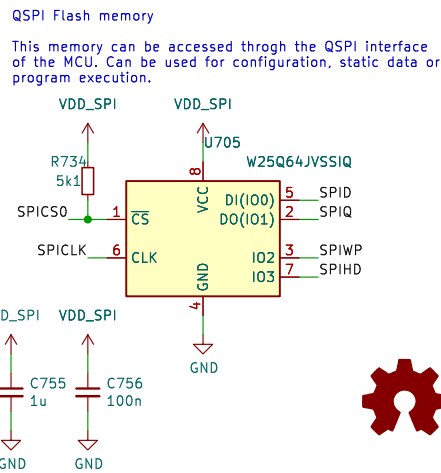 QSPI Flash memory
This memory can be accessed throgh the QSPI interface
of the MCU. Can be used for configuration, static data or
program execution.
VDD_SPI
VDD_SPI
U705
W25Q64JVSSIQ
R734
5k1
8
VCC
5
DI(IO0)
SPID
SPICS0
1
CS
DO(IO1)
2
SPIQ
SPICLK
6
CLK
IO2
3
SPIWP
IO3
7
SPIHD
GND
4
GND
D_SPI
VDD_SPI
C755
1u
C756
100n
GND
GND